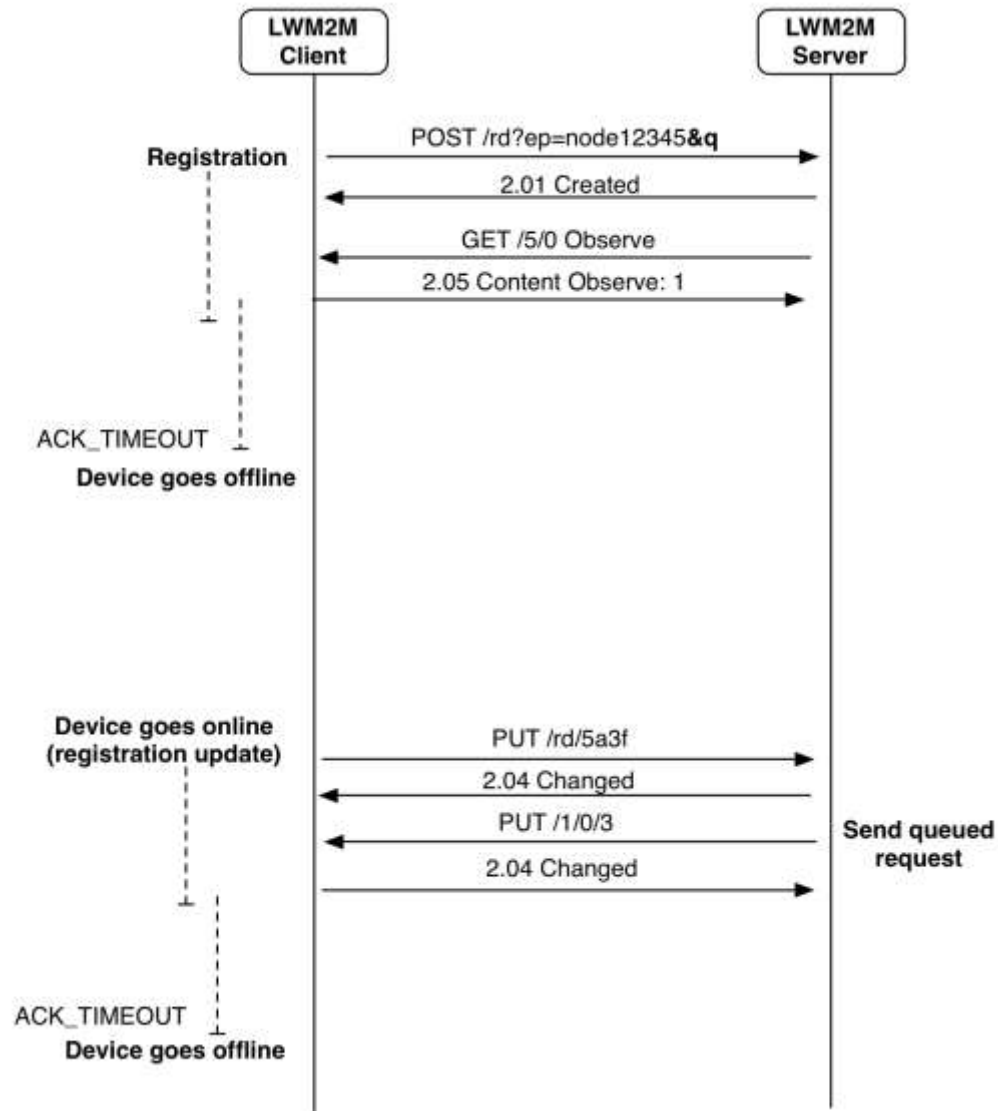 LWM2M
Client
LWM2M
Server
POST /rd?ep=node12345&q
Registration
2.01 Created
GET /5/0 Observe
2.05 Content Observe: 1
ACK_TIMEOUT
Device goes offline
Device goes online
(registration update)
PUT /rd/5a3f
2.04 Changed
PUT /1/0/3
Send queued
request
2.04 Changed
ACK_TIMEOUT
Device goes offline